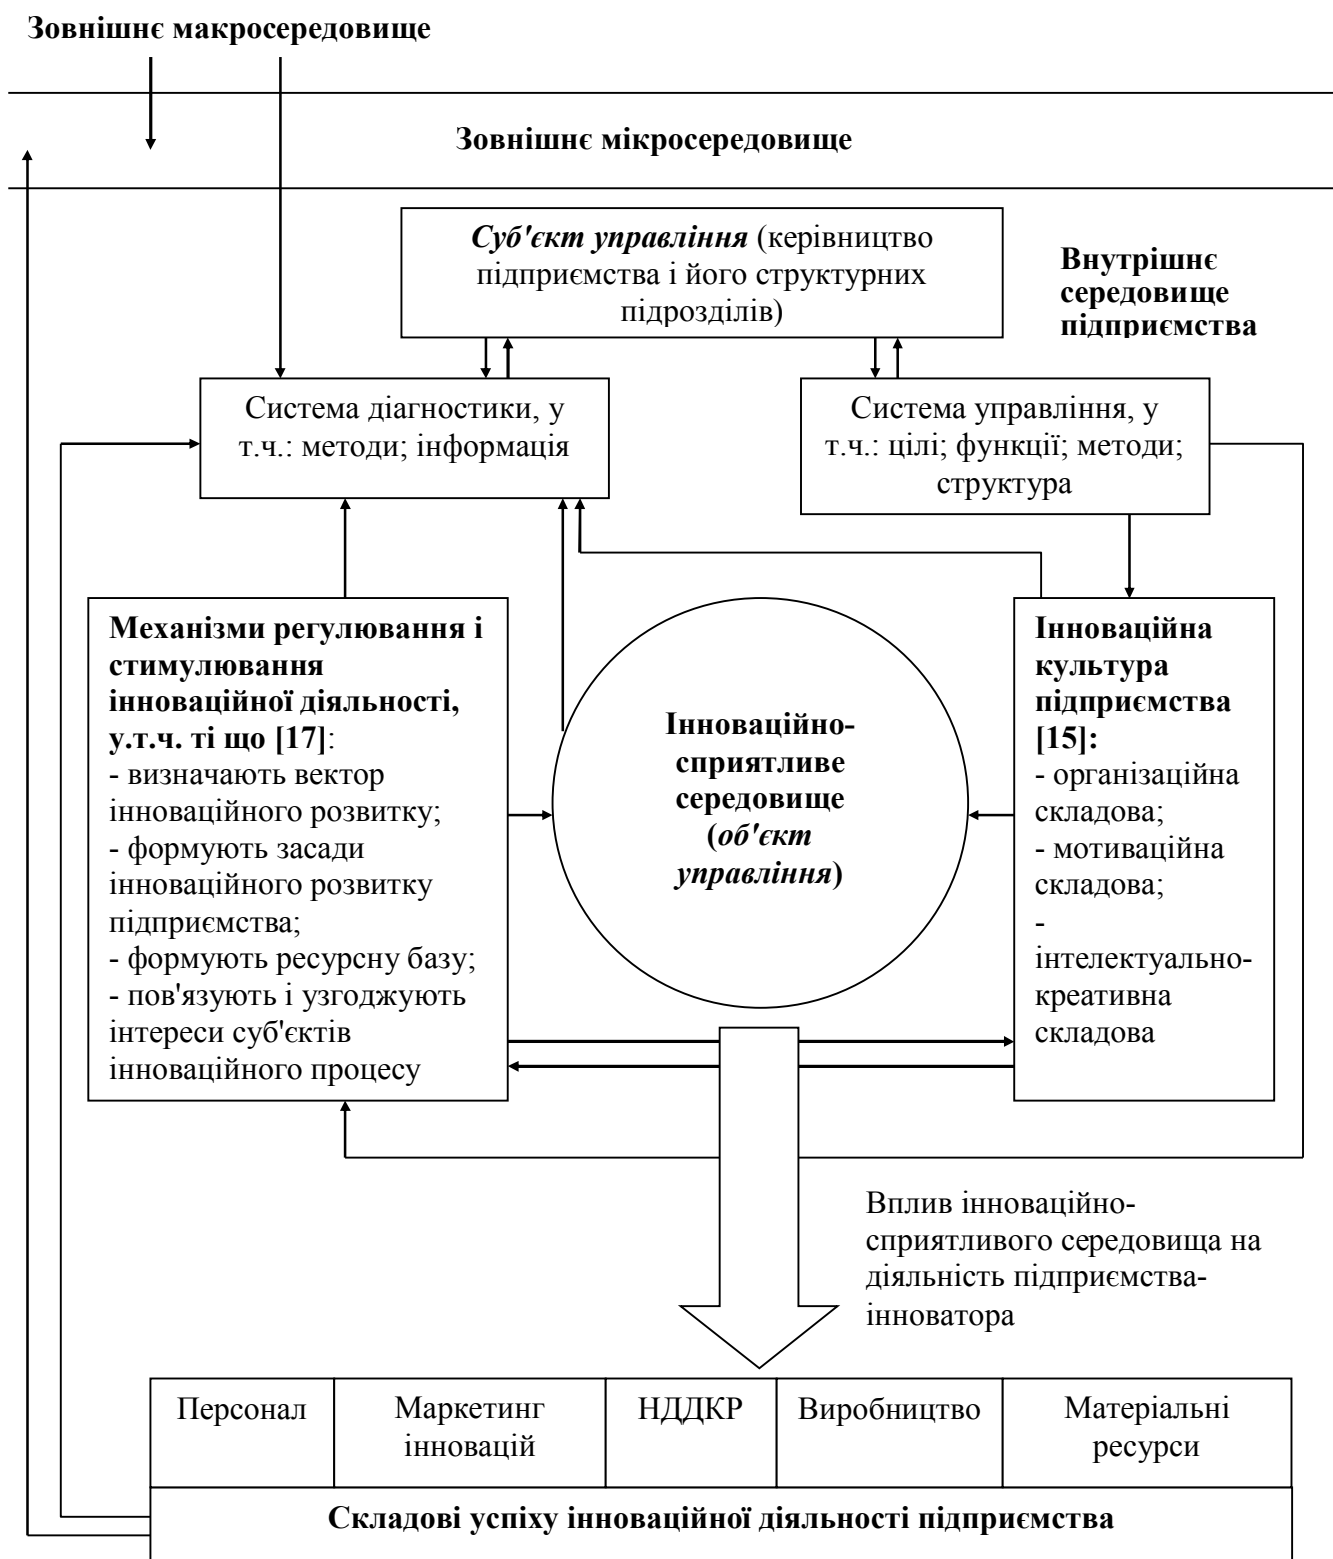 Зовнішнє макросередовище
Зовнішнє мікросередовище
Суб'єкт управління (керівництво
підприємства і його структурних
підрозділів)
Внутрішнє
середовище
підприємства
Система діагностики, у
т.ч.: методи; інформація
Система управління, у
т.ч.: цілі; функції; методи;
структура
Механізми регулювання і
стимулювання
інноваційної діяльності,
у.т.ч. ті що [17]:
- визначають вектор
інноваційного розвитку;
- формують засади
інноваційного розвитку
підприємства;
- формують ресурсну базу;
- пов'язують і узгоджують
інтереси суб'єктів
інноваційного процесу
Інноваційно-
сприятливе
середовище
(об'єкт
управління)
Інноваційна
культура
підприємства
[15]:
- організаційна
складова;
- мотиваційна
складова;
-
інтелектуально-
креативна
складова
Вплив інноваційно-
сприятливого середовища на
діяльність підприємства-
інноватора
Персонал
Маркетинг
інновацій
НДДКР
Виробництво
Матеріальні
ресурси
Складові успіху інноваційної діяльності підприємства